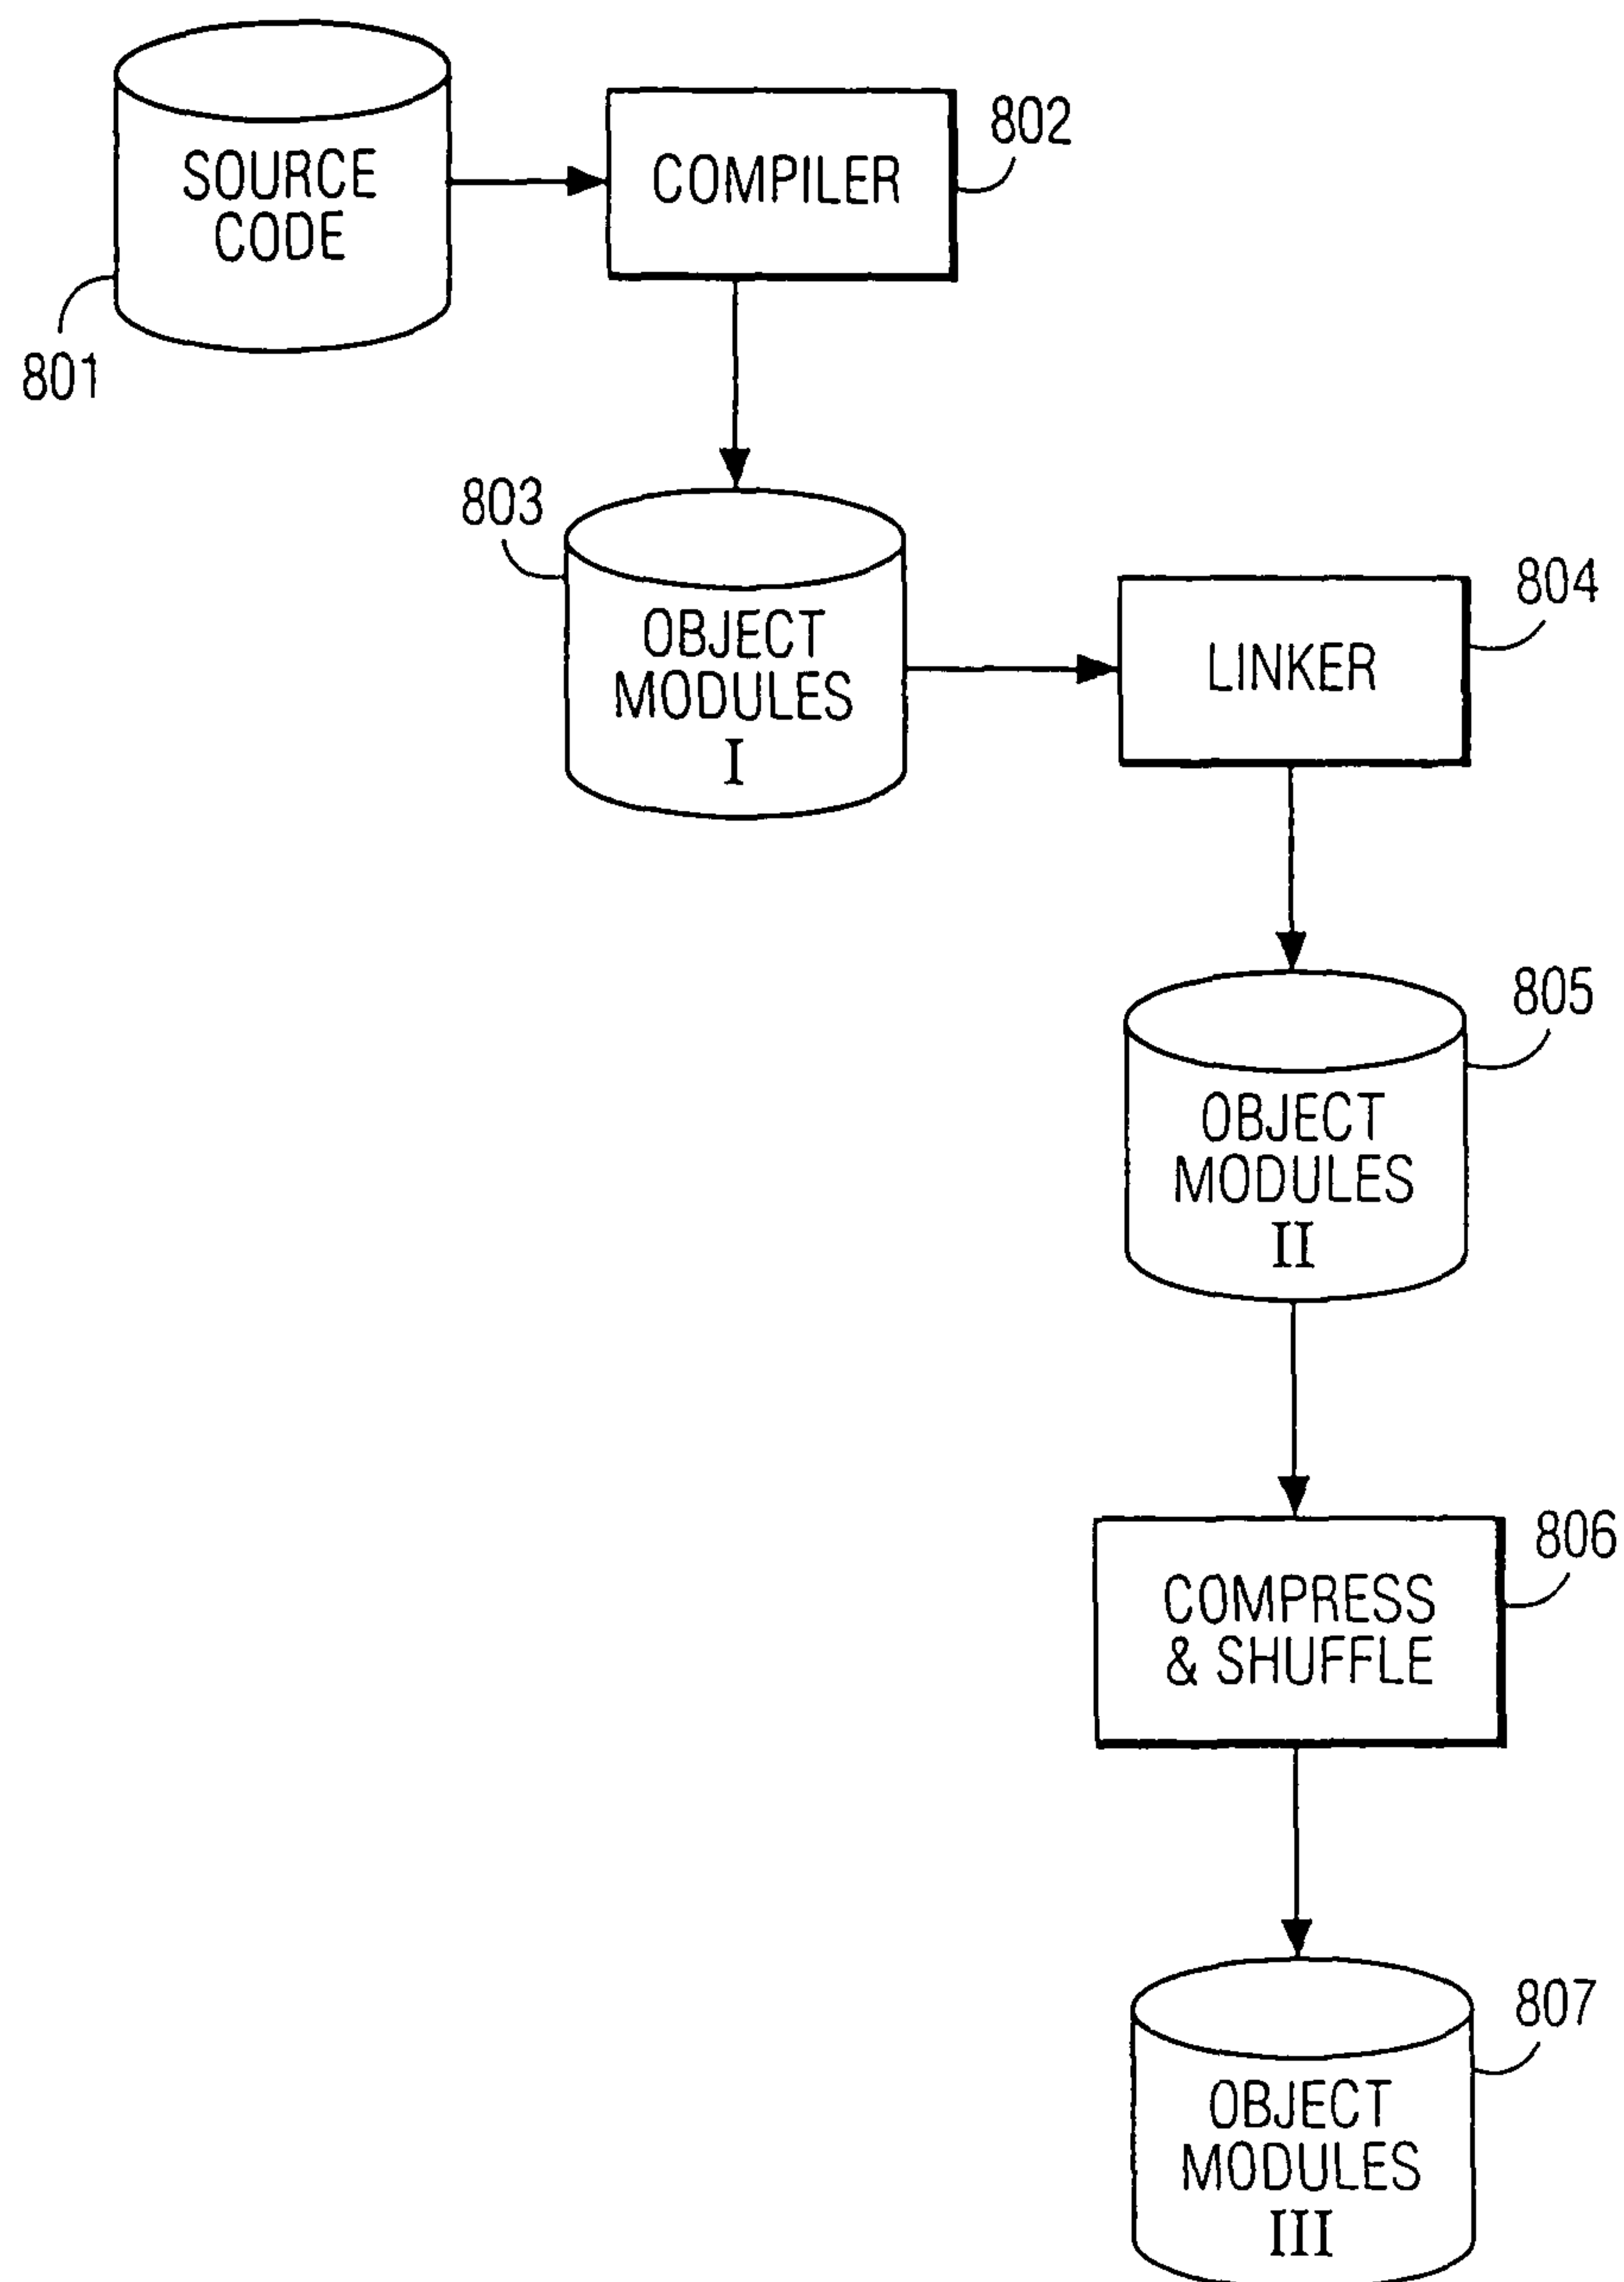 SOURCE
CODE
801
COMPILER
802
803
OBJECT
MODULES
I
LINKER
804
805
OBJECT
MODULES
II
COMPRESS
& SHUFFLE
806
807
OBJECT
MODULES
III